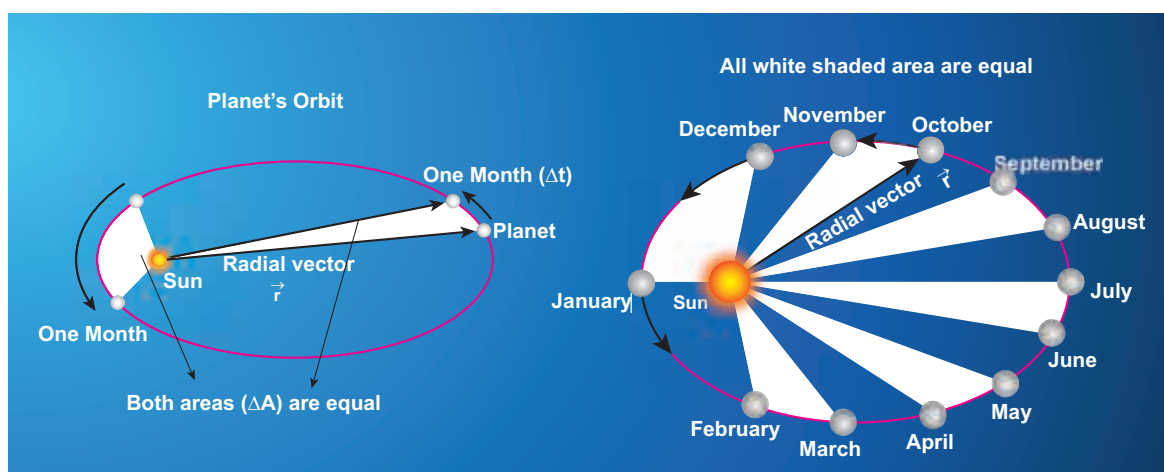 Planet's Orbit
One Month (Δt)
Planet
Radial vector
r
Sun
One Month
Both areas (ΔA) are equal
All white shaded area are equal
November
December
October
September
Radial vector
r
August
January
Sun
July
June
May
February
March
April